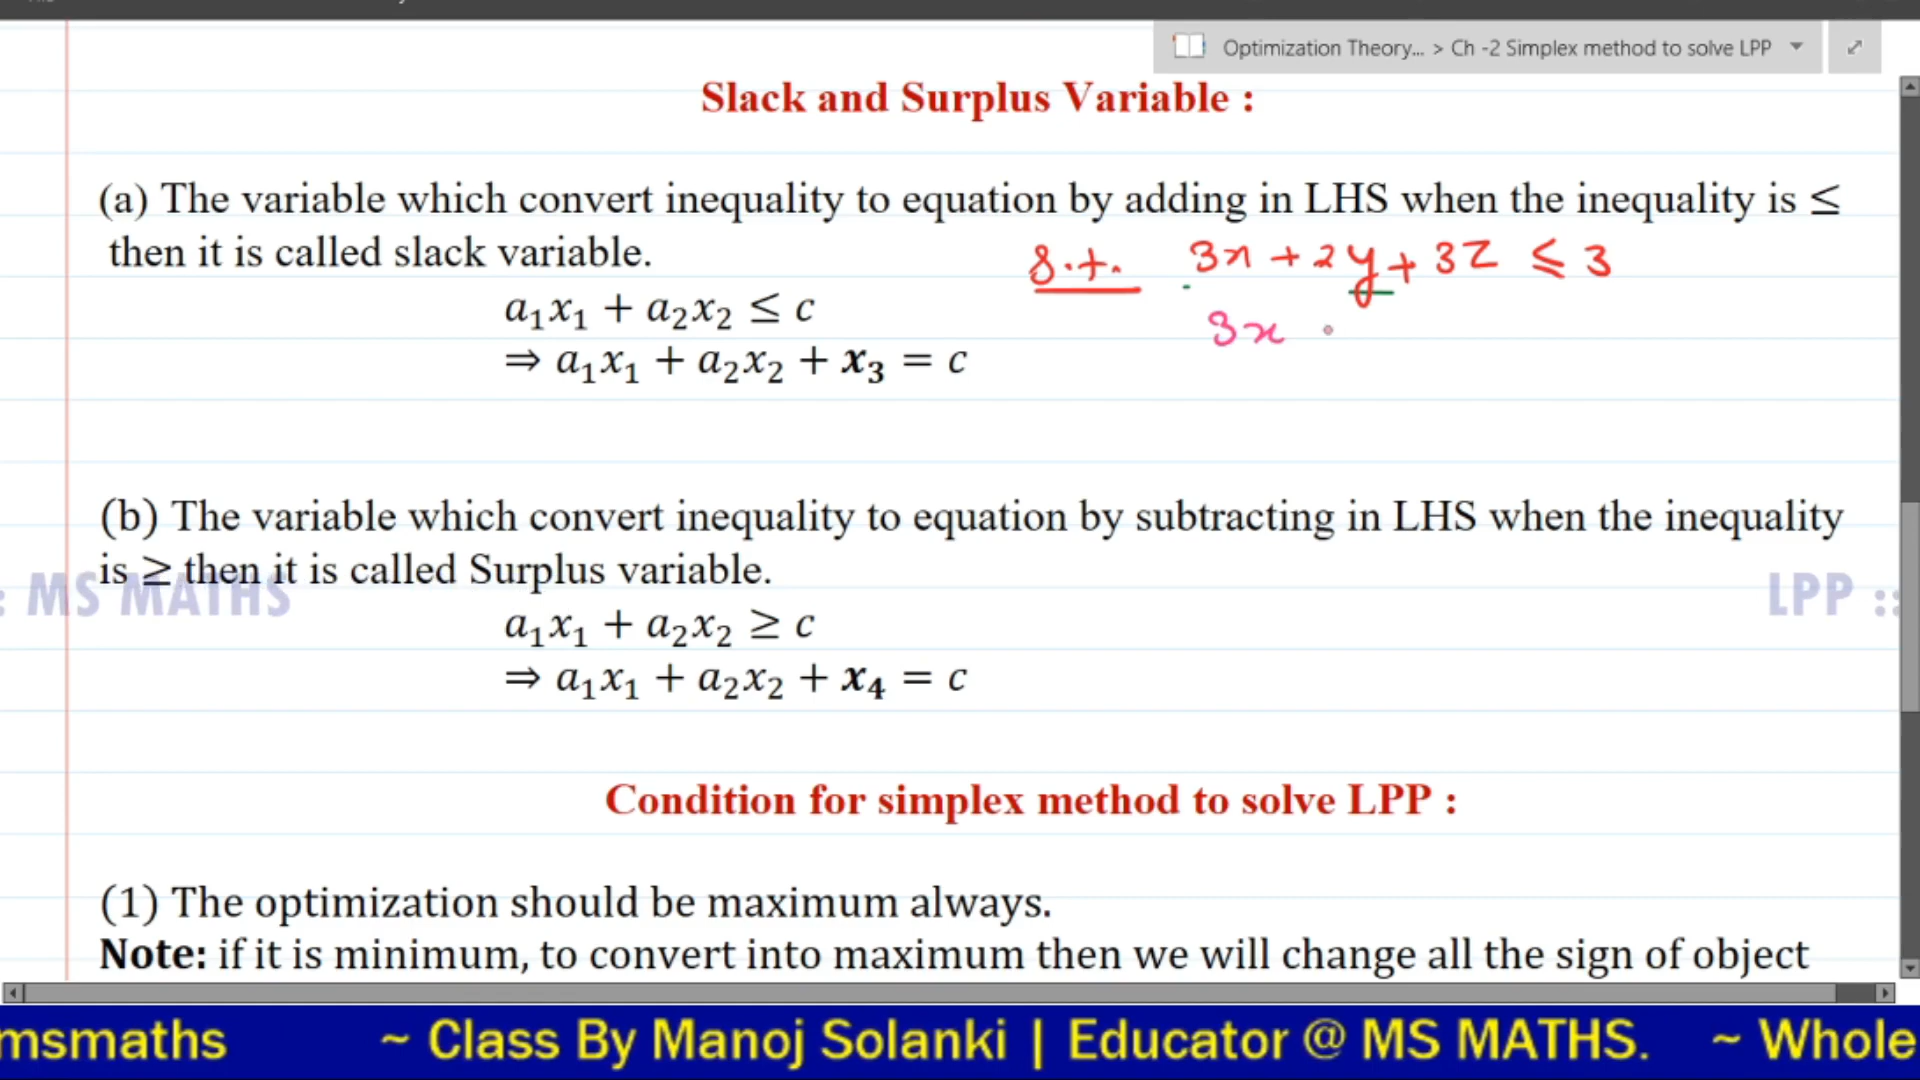 Optimization Theory... > Ch -2 Simplex method to solve LPP
Slack and Surplus Variable :
(a) The variable which convert inequality to equation by adding in LHS when the inequality is ≤
then it is called slack variable.
S.t. 3x + 2y + 3z ≤ 3
a₁x₁ + a₂x₂ ≤ c
3x
⇒ a₁x₁ + a₂x₂ + x₃ = c
(b) The variable which convert inequality to equation by subtracting in LHS when the inequality
is ≥ then it is called Surplus variable.
: MS MATHS
LPP ::
a₁x₁ + a₂x₂ ≥ c
⇒ a₁x₁ + a₂x₂ + x₄ = c
Condition for simplex method to solve LPP :
(1) The optimization should be maximum always.
Note: if it is minimum, to convert into maximum then we will change all the sign of object
msmaths ~ Class By Manoj Solanki | Educator @ MS MATHS. ~ Whole